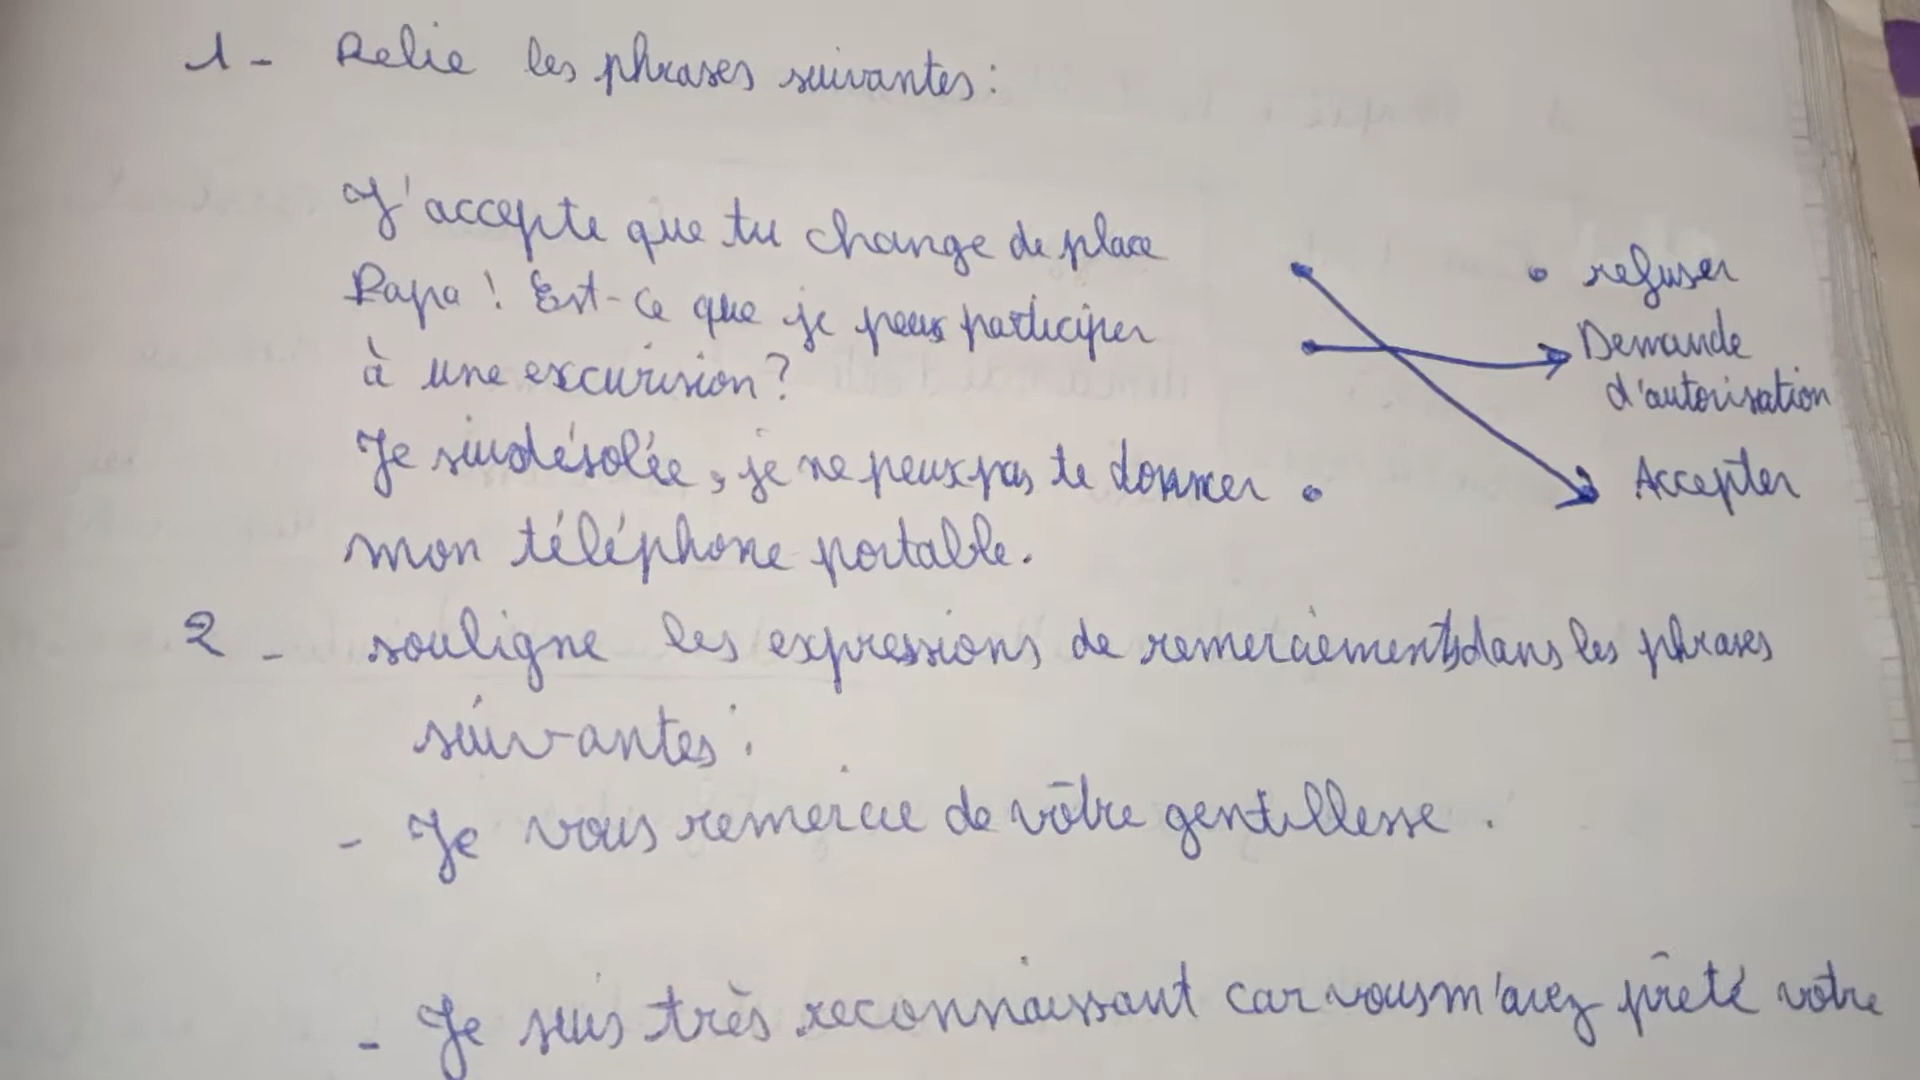 1 - Relie les phrases suivantes :
J'accepte que tu change de place
Papa ! Est-ce que je peux participer
à une excursion ?
Je suis désolée, je ne peux pas te donner
mon téléphone portable.
refuser
Demande
d'autorisation
Accepter
2 - souligne les expressions de remerciements dans les phrases
suivantes :
- Je vous remercie de vôtre gentillesse.
- Je suis très reconnaissant car vous m'avez prêté vôtre